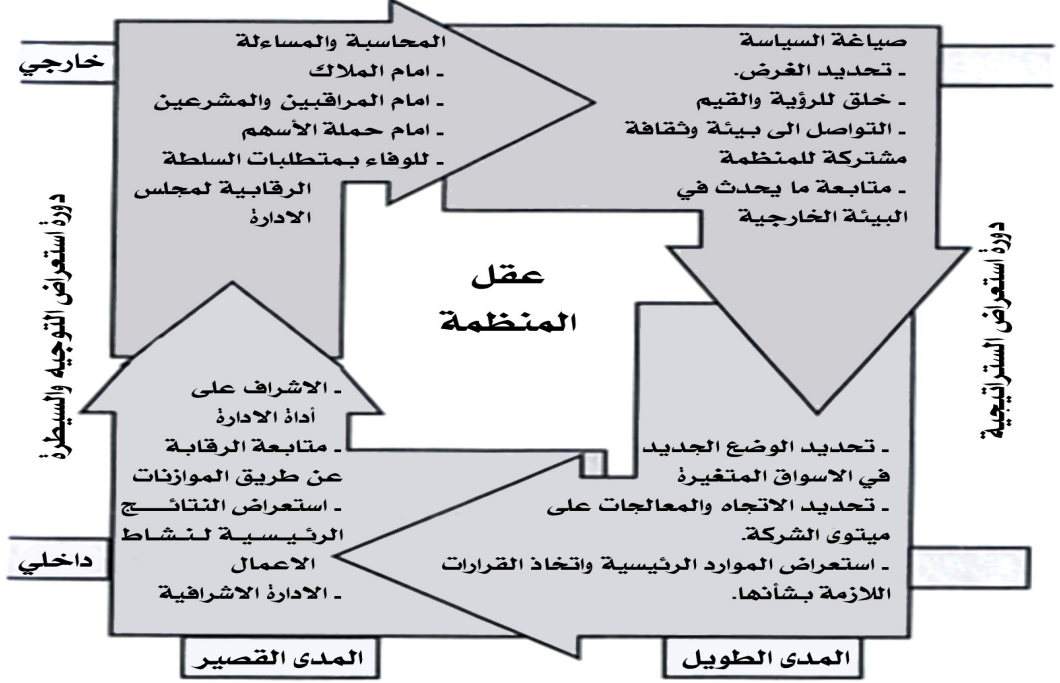 خارجي
المحاسبة والمساءلة
ـ امام الملاك
ـ امام المراقبين والمشرعين
ـ امام حملة الأسهم
ـ للوفاء بمتطلبات السلطة
الرقابية لمجلس
الادارة
صياغة السياسة
ـ تحديد الغرض.
ـ خلق للرؤية والقيم
ـ التواصل الى بيئة وثقافة
مشتركة للمنظمة
ـ متابعة ما يحدث في
البيئة الخارجية
دورة استعراض الستراتيجية
عقل
المنظمة
دورة استعراض التوجيه والسيطرة
ـ تحديد الوضع الجديد
في الاسواق المتغيرة
ـ تحديد الاتجاه والمعالجات على
ميتوى الشركة.
ـ استعراض الموارد الرئيسية واتخاذ القرارات
اللازمة بشأنها.
ـ الاشراف على
أداة الادارة
ـ متابعة الرقابة
عن طريق الموازنات
ـ استعراض النتائـــج
الرئـيـسـيـة لـنـشـاط
الاعمال
ـ الادارة الاشرافية
داخلي
المدى الطويل
المدى القصير